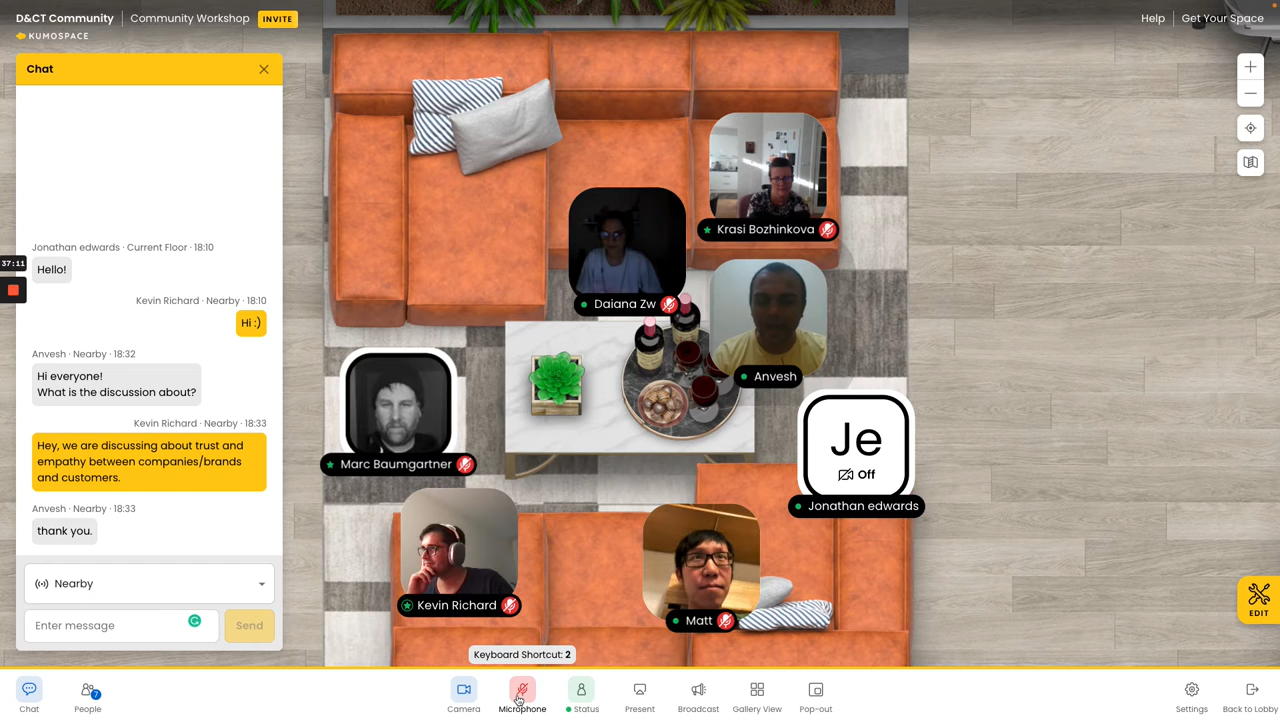 D&CT Community
Community Workshop
INVITE
KUMOSPACE
Help
Get Your Space
Chat
Jonathan edwards · Current Floor · 18:10
Hello!
Kevin Richard · Nearby · 18:10
Hi :)
Anvesh · Nearby · 18:32
Hi everyone!
What is the discussion about?
Kevin Richard · Nearby · 18:33
Hey, we are discussing about trust and
empathy between companies/brands
and customers.
Anvesh · Nearby · 18:33
thank you.
37:11
Nearby
Enter message
Send
Krasi Bozhinkova
Daiana Zw
Anvesh
Marc Baumgartner
Je
Off
Jonathan edwards
Kevin Richard
Matt
EDIT
Keyboard Shortcut: 2
Chat
7
People
Camera
Microphone
Status
Present
Broadcast
Gallery View
Pop-out
Settings
Back to Lobby